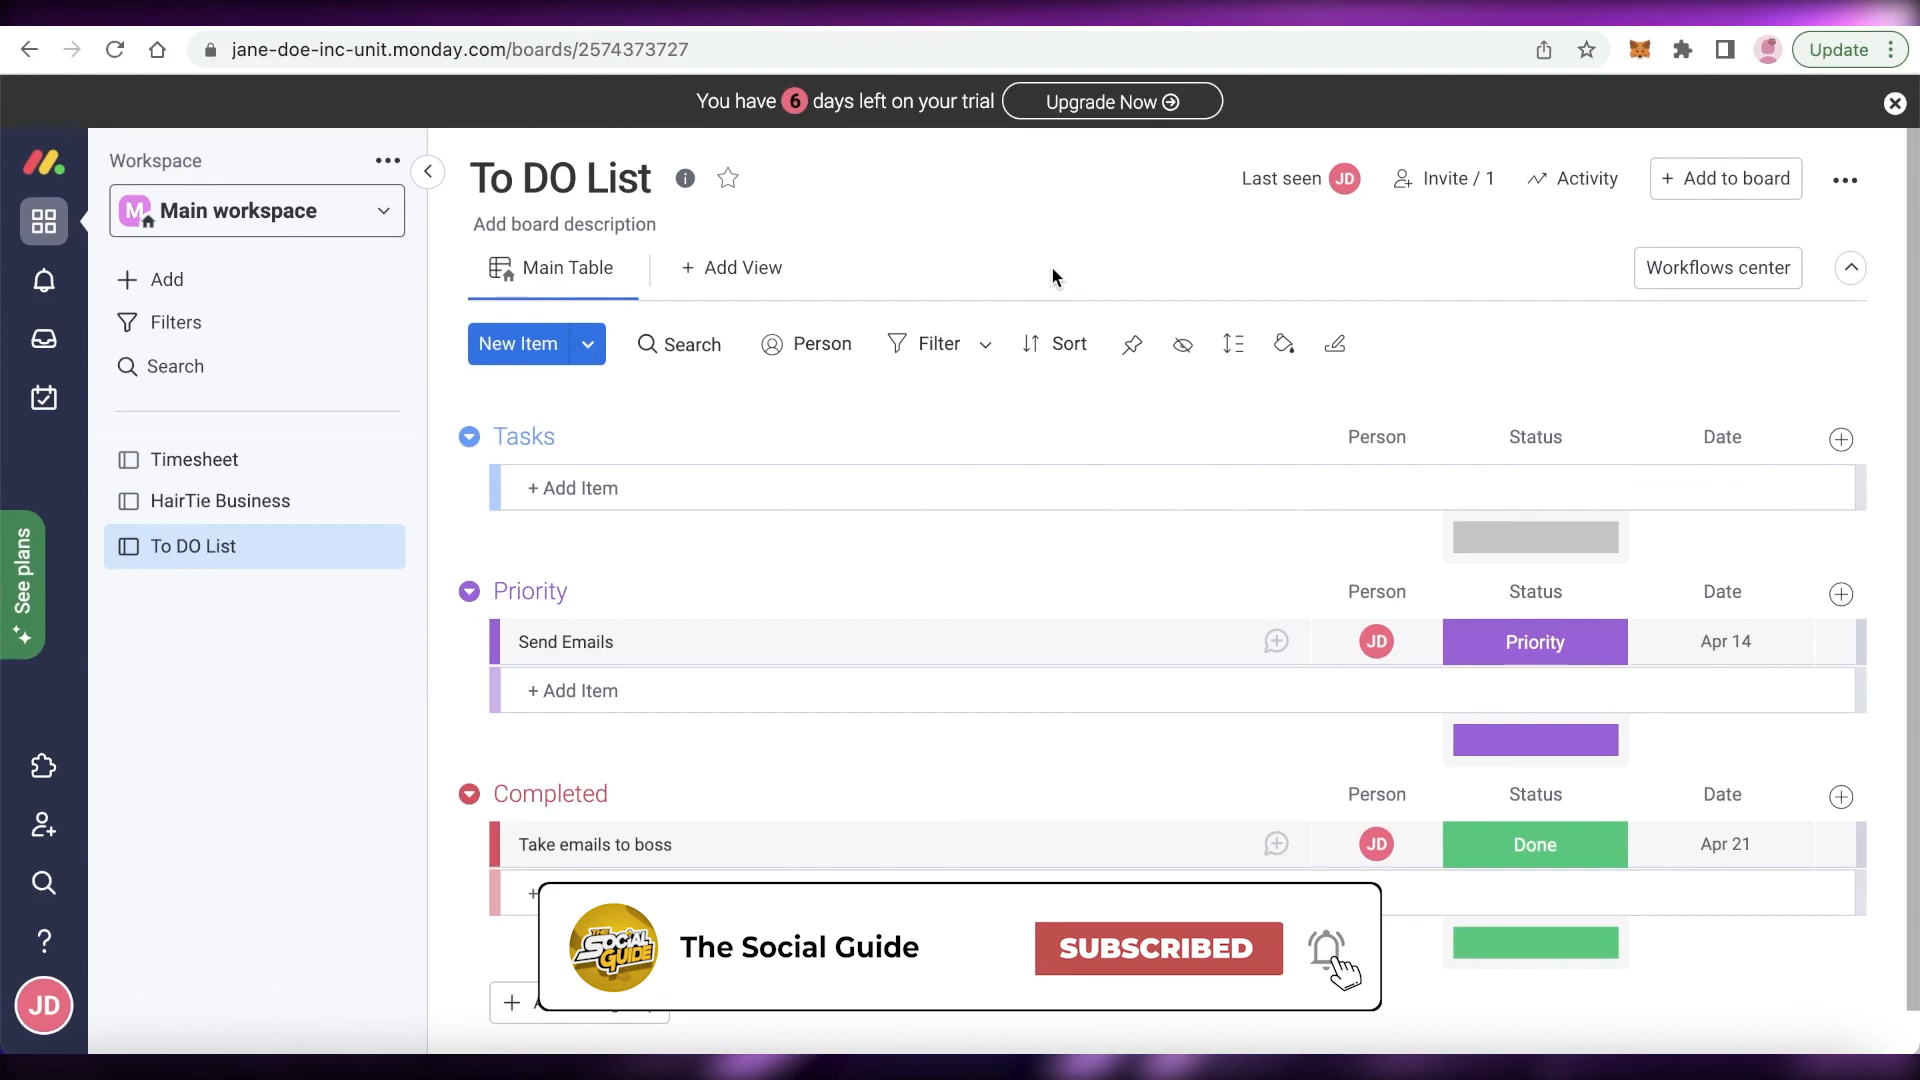 jane-doe-inc-unit.monday.com/boards/2574373727
Update
You have 6 days left on your trial
Upgrade Now
Workspace
M
Main workspace
Add
Filters
Search
Timesheet
HairTie Business
To DO List
See plans
JD
To DO List
Last seen JD
Invite / 1
Activity
+ Add to board
Add board description
Main Table
+ Add View
Workflows center
New Item
Search
Person
Filter
Sort
Tasks
Person
Status
Date
+ Add Item
Priority
Person
Status
Date
Send Emails
JD
Priority
Apr 14
+ Add Item
Completed
Person
Status
Date
Take emails to boss
JD
Done
Apr 21
+
THE SOCIAL GUIDE
The Social Guide
SUBSCRIBED
+